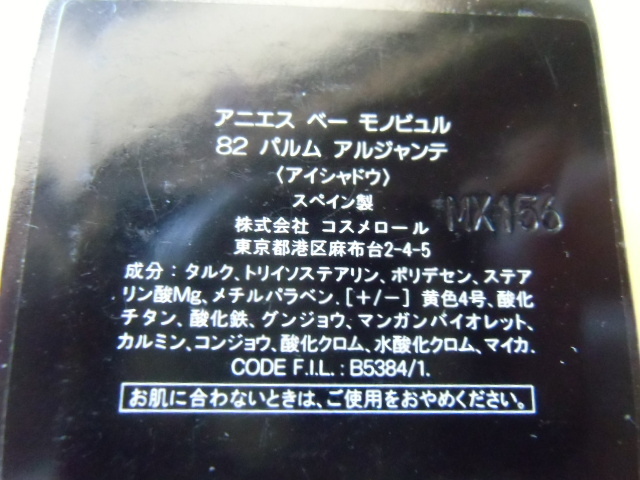 アニエス ベー モノピュル
82 パルム アルジャンテ
〈アイシャドウ〉
スペイン製
株式会社 コスメロール
MX156
東京都港区麻布台2-4-5
成分：タルク、トリイソステアリン、ポリデセン、ステア
リン酸Mg、メチルパラベン.[+/−] 黄色4号、酸化
チタン、酸化鉄、グンジョウ、マンガンバイオレット、
カルミン、コンジョウ、酸化クロム、水酸化クロム、マイカ.
CODE F.I.L. : B5384/1.
お肌に合わないときは、ご使用をおやめください。